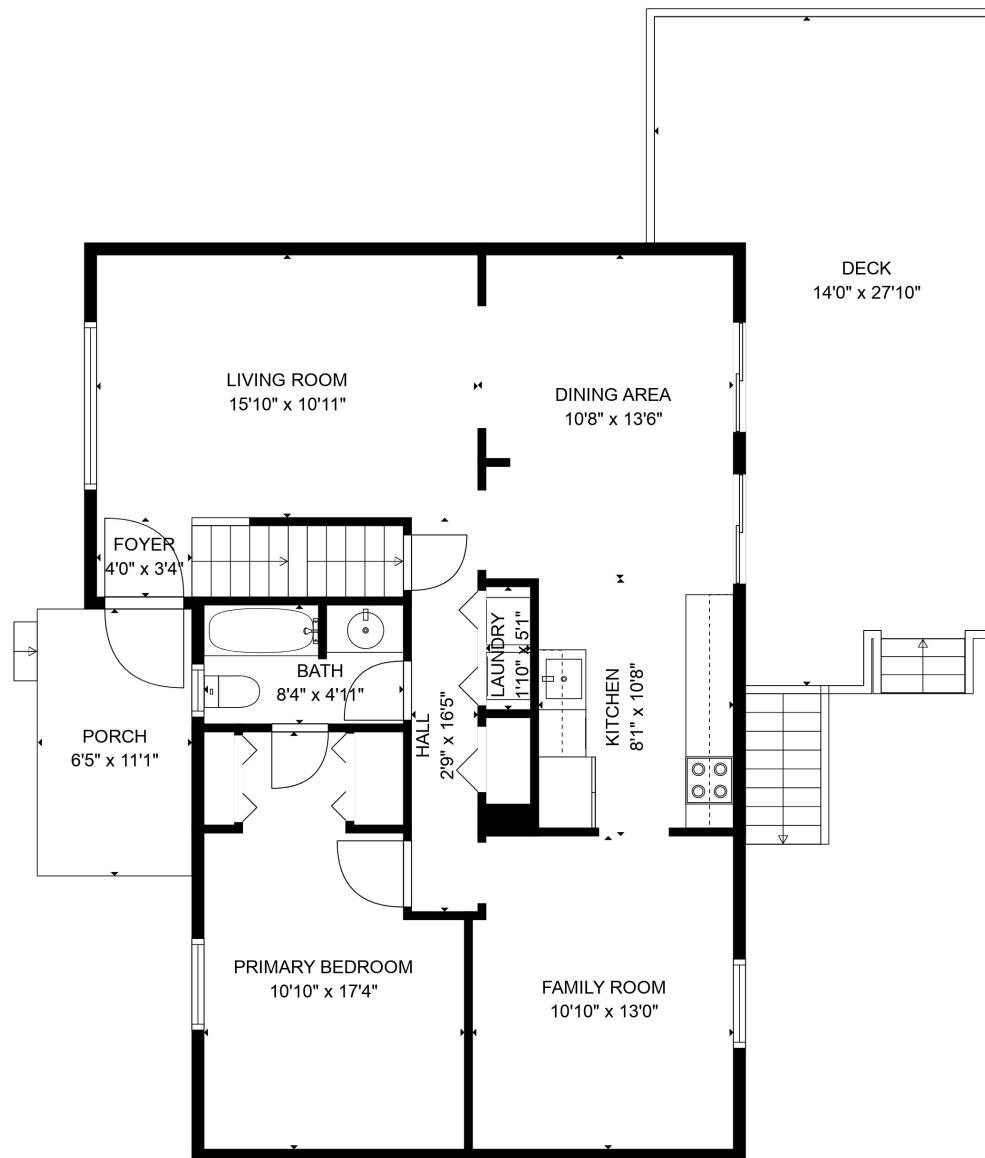 DECK
14'0" x 27'10"
LIVING ROOM
15'10" x 10'11"
DINING AREA
10'8" x 13'6"
FOYER
4'0" x 3'4"
LAUNDRY
1'10" x 5'1"
BATH
8'4" x 4'11"
HALL
2'9" x 16'5"
KITCHEN
8'1" x 10'8"
PORCH
6'5" x 11'1"
PRIMARY BEDROOM
10'10" x 17'4"
FAMILY ROOM
10'10" x 13'0"